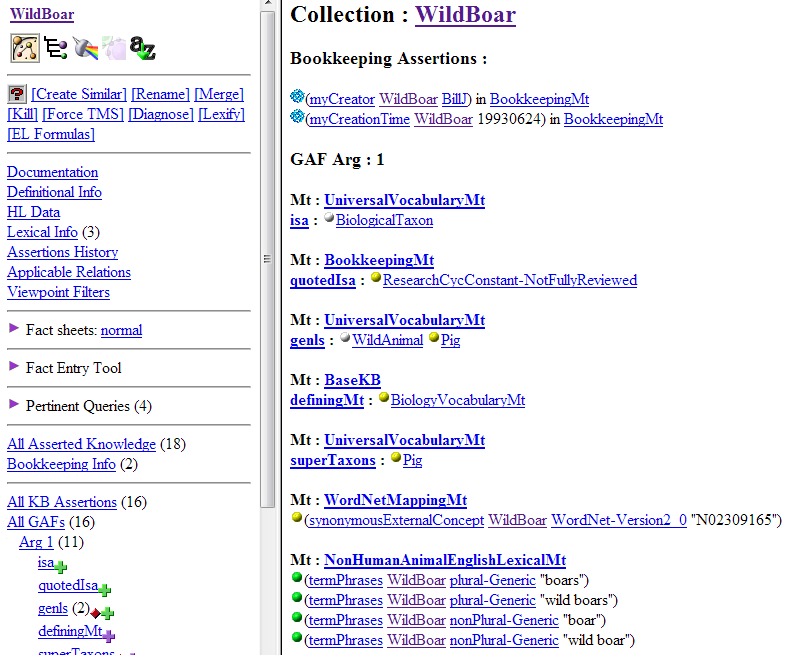 WildBoar
[Create Similar] [Rename] [Merge]
[Kill] [Force TMS] [Diagnose] [Lexify]
[EL Formulas]
Documentation
Definitional Info
HL Data
Lexical Info (3)
Assertions History
Applicable Relations
Viewpoint Filters
Fact sheets: normal
Fact Entry Tool
Pertinent Queries (4)
All Asserted Knowledge (18)
Bookkeeping Info (2)
All KB Assertions (16)
All GAFs (16)
Arg 1 (11)
isa
quotedIsa
genls (2)
definingMt
superTaxons
Collection : WildBoar
Bookkeeping Assertions :
(myCreator WildBoar BillJ) in BookkeepingMt
(myCreationTime WildBoar 19930624) in BookkeepingMt
GAF Arg : 1
Mt : UniversalVocabularyMt
isa : BiologicalTaxon
Mt : BookkeepingMt
quotedIsa : ResearchCycConstant-NotFullyReviewed
Mt : UniversalVocabularyMt
genls : WildAnimal Pig
Mt : BaseKB
definingMt : BiologyVocabularyMt
Mt : UniversalVocabularyMt
superTaxons : Pig
Mt : WordNetMappingMt
(synonymousExternalConcept WildBoar WordNet-Version2_0 "N02309165")
Mt : NonHumanAnimalEnglishLexicalMt
(termPhrases WildBoar plural-Generic "boars")
(termPhrases WildBoar plural-Generic "wild boars")
(termPhrases WildBoar nonPlural-Generic "boar")
(termPhrases WildBoar nonPlural-Generic "wild boar")